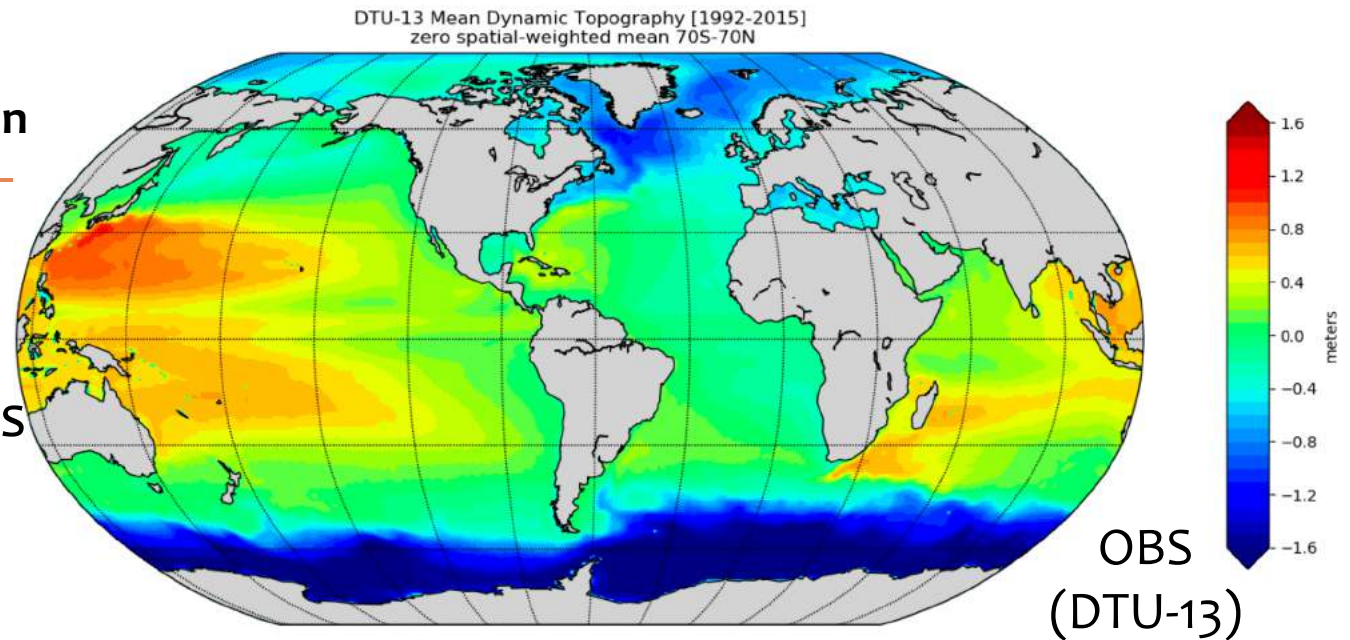 DTU-13 Mean Dynamic Topography [1992-2015]
zero spatial-weighted mean 70S-70N
n
s
1.6
1.2
0.8
0.4
0.0
−0.4
−0.8
−1.2
−1.6
meters
OBS
(DTU-13)